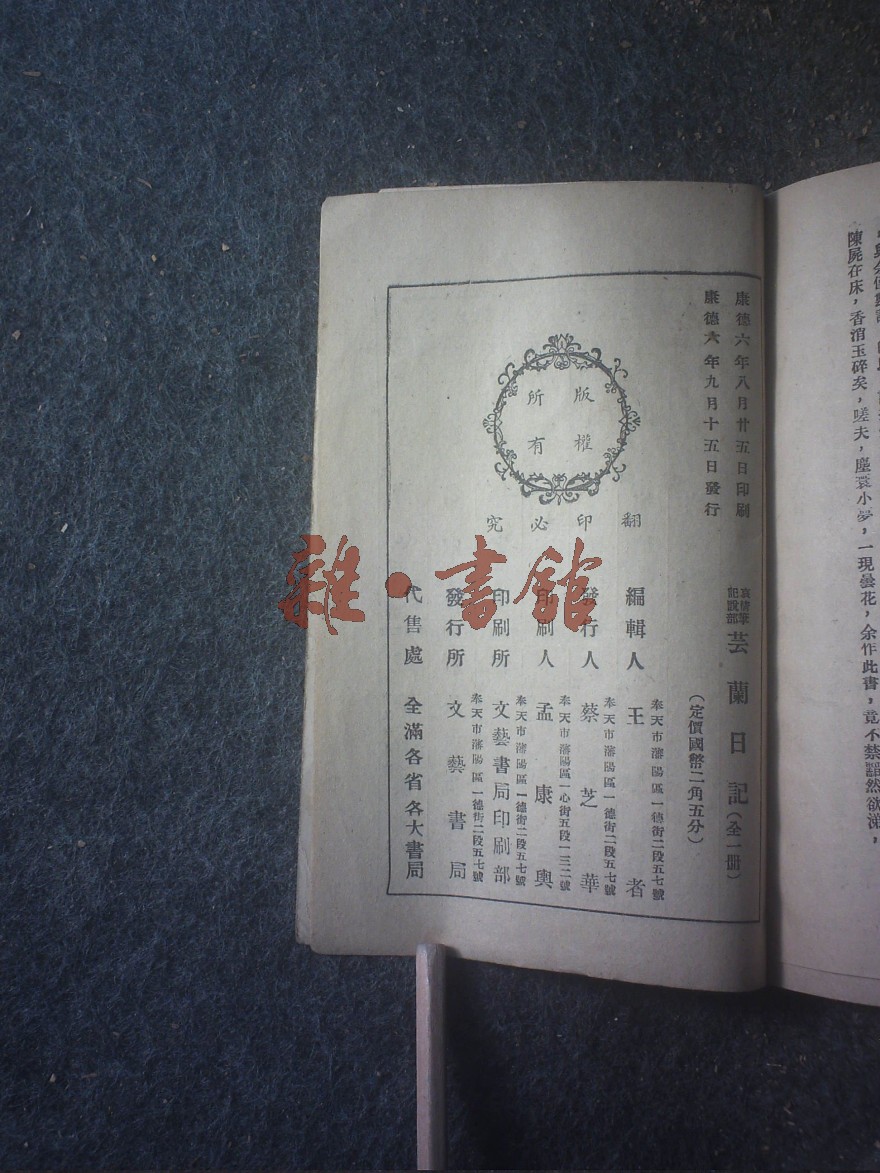 陳屍在床，香消玉碎矣，嗟夫，塵寰小夢，一現曇花，余作此書，竟不禁黯然欲涕，
康德六年八月廿五日印刷
康德六年九月十五日發行
版權
所有
翻印必究
哀情筆
記說部
芸蘭日記（全一冊）
（定價國幣二角五分）
奉天市瀋陽區一德街二段五七號
編輯人 王者
奉天市瀋陽區一德街二段五七號
發行人 蔡芝華
奉天市瀋陽區一心街五段一三二號
印刷人 孟康輿
奉天市瀋陽區一德街二段五七號
印刷所 文藝書局印刷部
奉天市瀋陽區一德街二段五七號
發行所 文藝書局
代售處 全滿各省各大書局
雜·書館